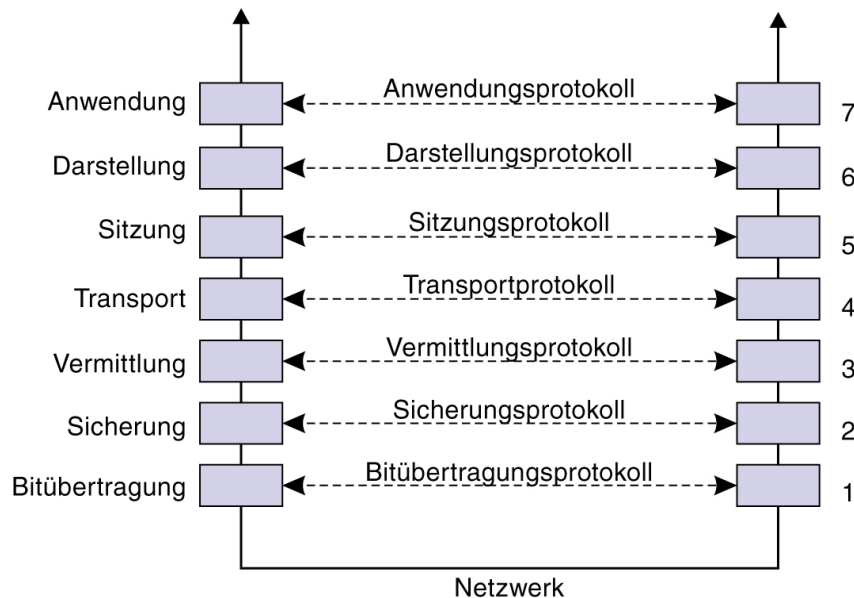 Anwendung Anwendungsprotokoll 7
Darstellung Darstellungsprotokoll 6
Sitzung Sitzungsprotokoll 5
Transport Transportprotokoll 4
Vermittlung Vermittlungsprotokoll 3
Sicherung Sicherungsprotokoll 2
Bitübertragung Bitübertragungsprotokoll 1
Netzwerk